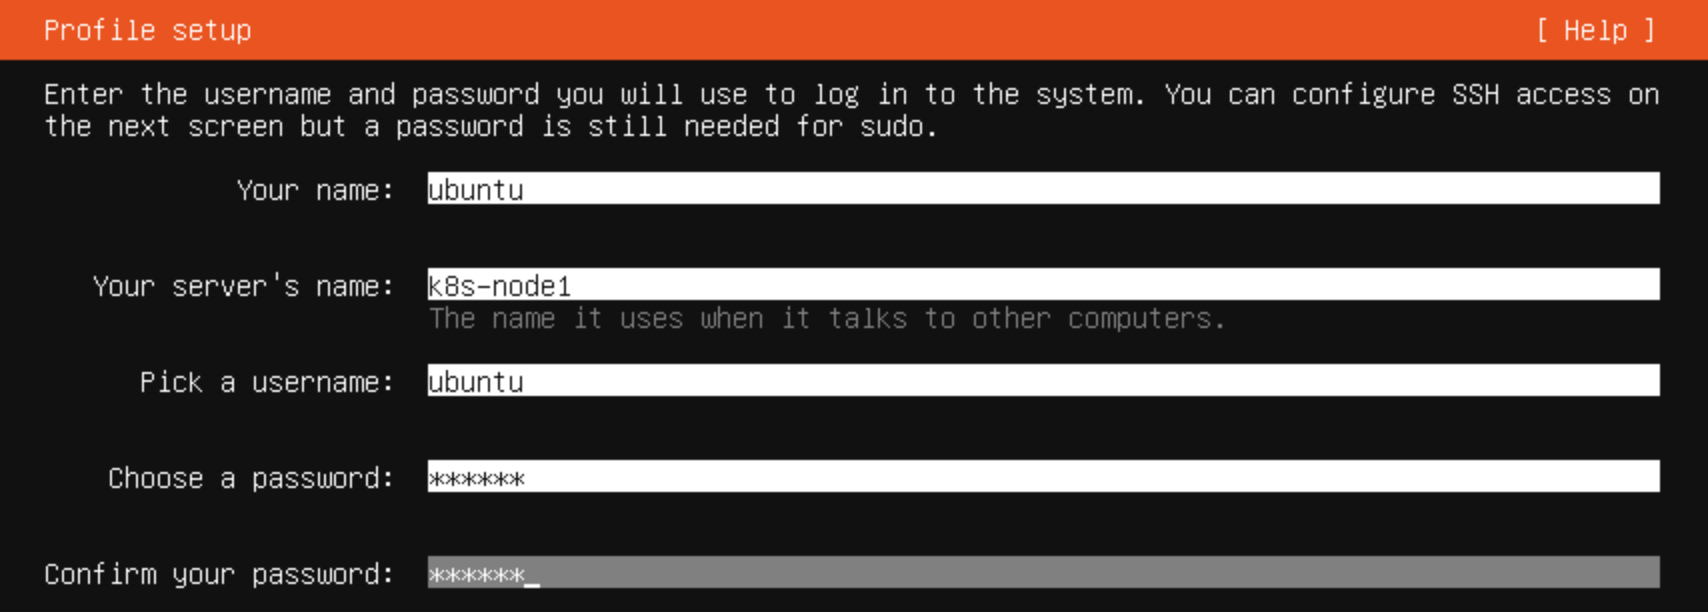 Profile setup [ Help ]
Enter the username and password you will use to log in to the system. You can configure SSH access on
the next screen but a password is still needed for sudo.
Your name: ubuntu
Your server's name: k8s-node1
The name it uses when it talks to other computers.
Pick a username: ubuntu
Choose a password: ******
Confirm your password: ******_